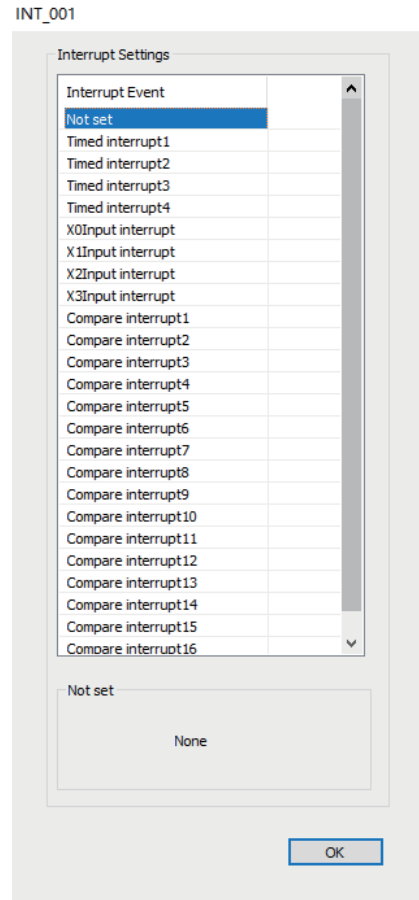 INT_001
Interrupt Settings
Interrupt Event
Not set
Timed interrupt1
Timed interrupt2
Timed interrupt3
Timed interrupt4
X0Input interrupt
X1Input interrupt
X2Input interrupt
X3Input interrupt
Compare interrupt1
Compare interrupt2
Compare interrupt3
Compare interrupt4
Compare interrupt5
Compare interrupt6
Compare interrupt7
Compare interrupt8
Compare interrupt9
Compare interrupt10
Compare interrupt11
Compare interrupt12
Compare interrupt13
Compare interrupt14
Compare interrupt15
Compare interrupt16
Not set
None
OK